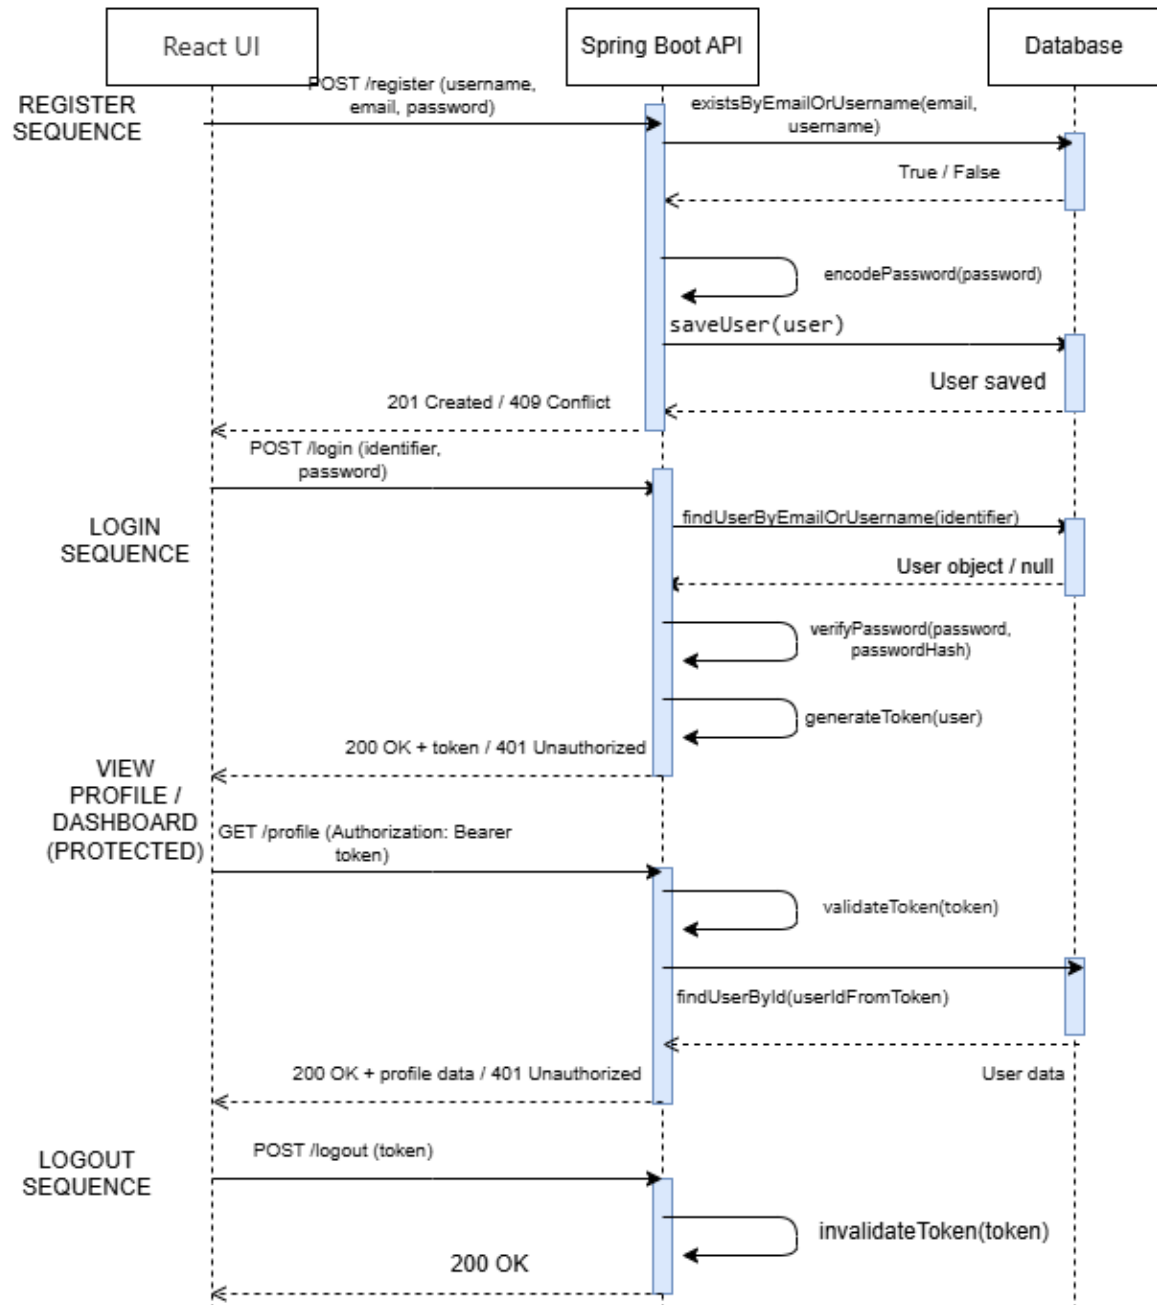 React UI
Spring Boot API
Database
REGISTER
SEQUENCE
POST /register (username,
email, password)
existsByEmailOrUsername(email,
username)
True / False
encodePassword(password)
saveUser(user)
User saved
201 Created / 409 Conflict
POST /login (identifier,
password)
LOGIN
SEQUENCE
findUserByEmailOrUsername(identifier)
User object / null
verifyPassword(password,
passwordHash)
generateToken(user)
200 OK + token / 401 Unauthorized
VIEW
PROFILE /
DASHBOARD
(PROTECTED)
GET /profile (Authorization: Bearer
token)
validateToken(token)
findUserById(userIdFromToken)
200 OK + profile data / 401 Unauthorized
User data
LOGOUT
SEQUENCE
POST /logout (token)
invalidateToken(token)
200 OK